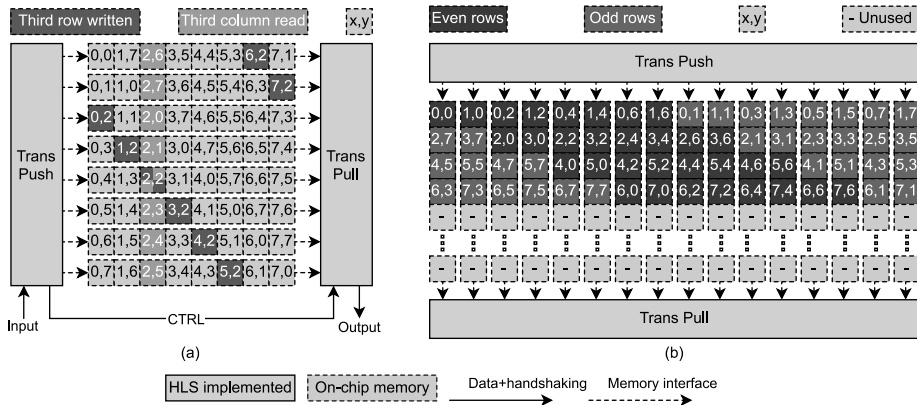 Third row written Third column read x,y
Trans Push
0,0 1,7 2,6 3,5 4,4 5,3 6,2 7,1
0,1 1,0 2,7 3,6 4,5 5,4 6,3 7,2
0,2 1,1 2,0 3,7 4,6 5,5 6,4 7,3
0,3 1,2 2,1 3,0 4,7 5,6 6,5 7,4
0,4 1,3 2,2 3,1 4,0 5,7 6,6 7,5
0,5 1,4 2,3 3,2 4,1 5,0 6,7 7,6
0,6 1,5 2,4 3,3 4,2 5,1 6,0 7,7
0,7 1,6 2,5 3,4 4,3 5,2 6,1 7,0
Trans Pull
Input CTRL Output
(a)
Even rows Odd rows x,y - Unused
Trans Push
0,0 1,0 0,2 1,2 0,4 1,4 0,6 1,6 0,1 1,1 0,3 1,3 0,5 1,5 0,7 1,7
2,7 3,7 2,0 3,0 2,2 3,2 2,4 3,4 2,6 3,6 2,1 3,1 2,3 3,3 2,5 3,5
4,5 5,5 4,7 5,7 4,0 5,0 4,2 5,2 4,4 5,4 4,6 5,6 4,1 5,1 4,3 5,3
6,3 7,3 6,5 7,5 6,7 7,7 6,0 7,0 6,2 7,2 6,4 7,4 6,6 7,6 6,1 7,1
- - - - - - - - - - - - - - - -
- - - - - - - - - - - - - - - -
Trans Pull
(b)
HLS implemented On-chip memory Data+handshaking Memory interface